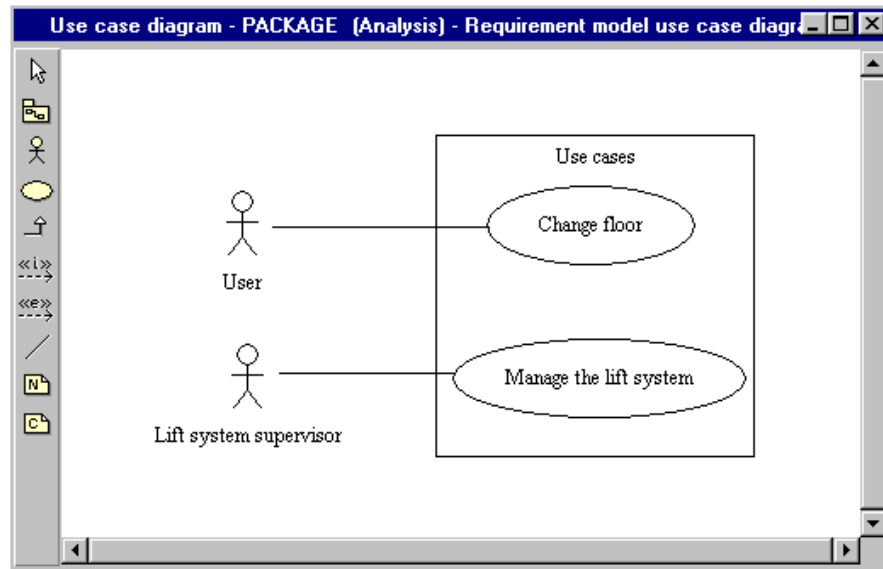 Use case diagram - PACKAGE (Analysis) - Requirement model use case diagra
Use cases
Change floor
User
Manage the lift system
Lift system supervisor
«i»
«e»
N
C